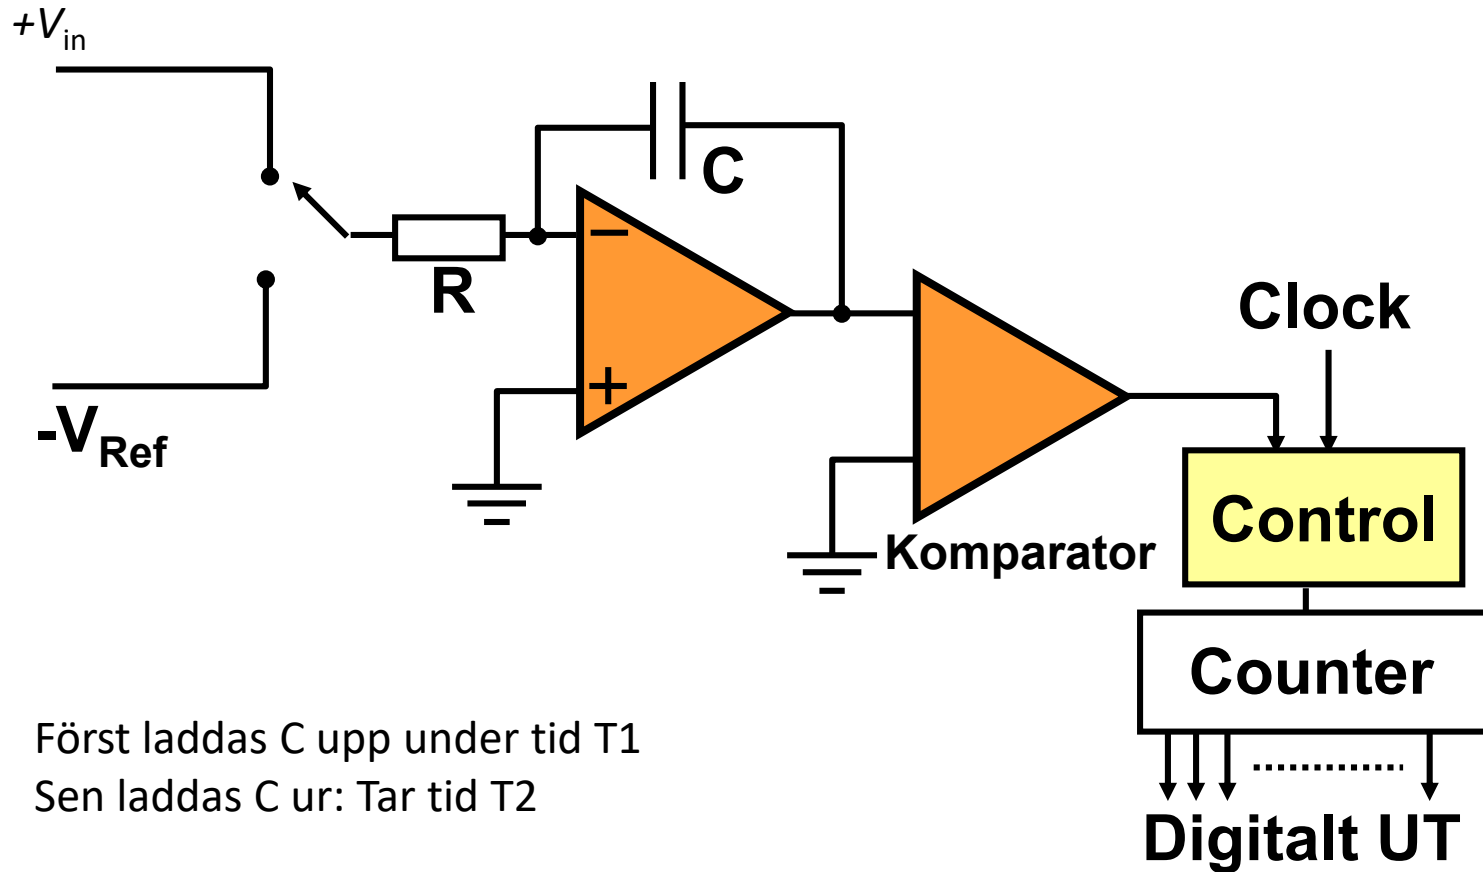 +Vin
C
−
R
+
-VRef
Clock
Komparator
Control
Counter
Först laddas C upp under tid T1
Sen laddas C ur: Tar tid T2
Digitalt UT